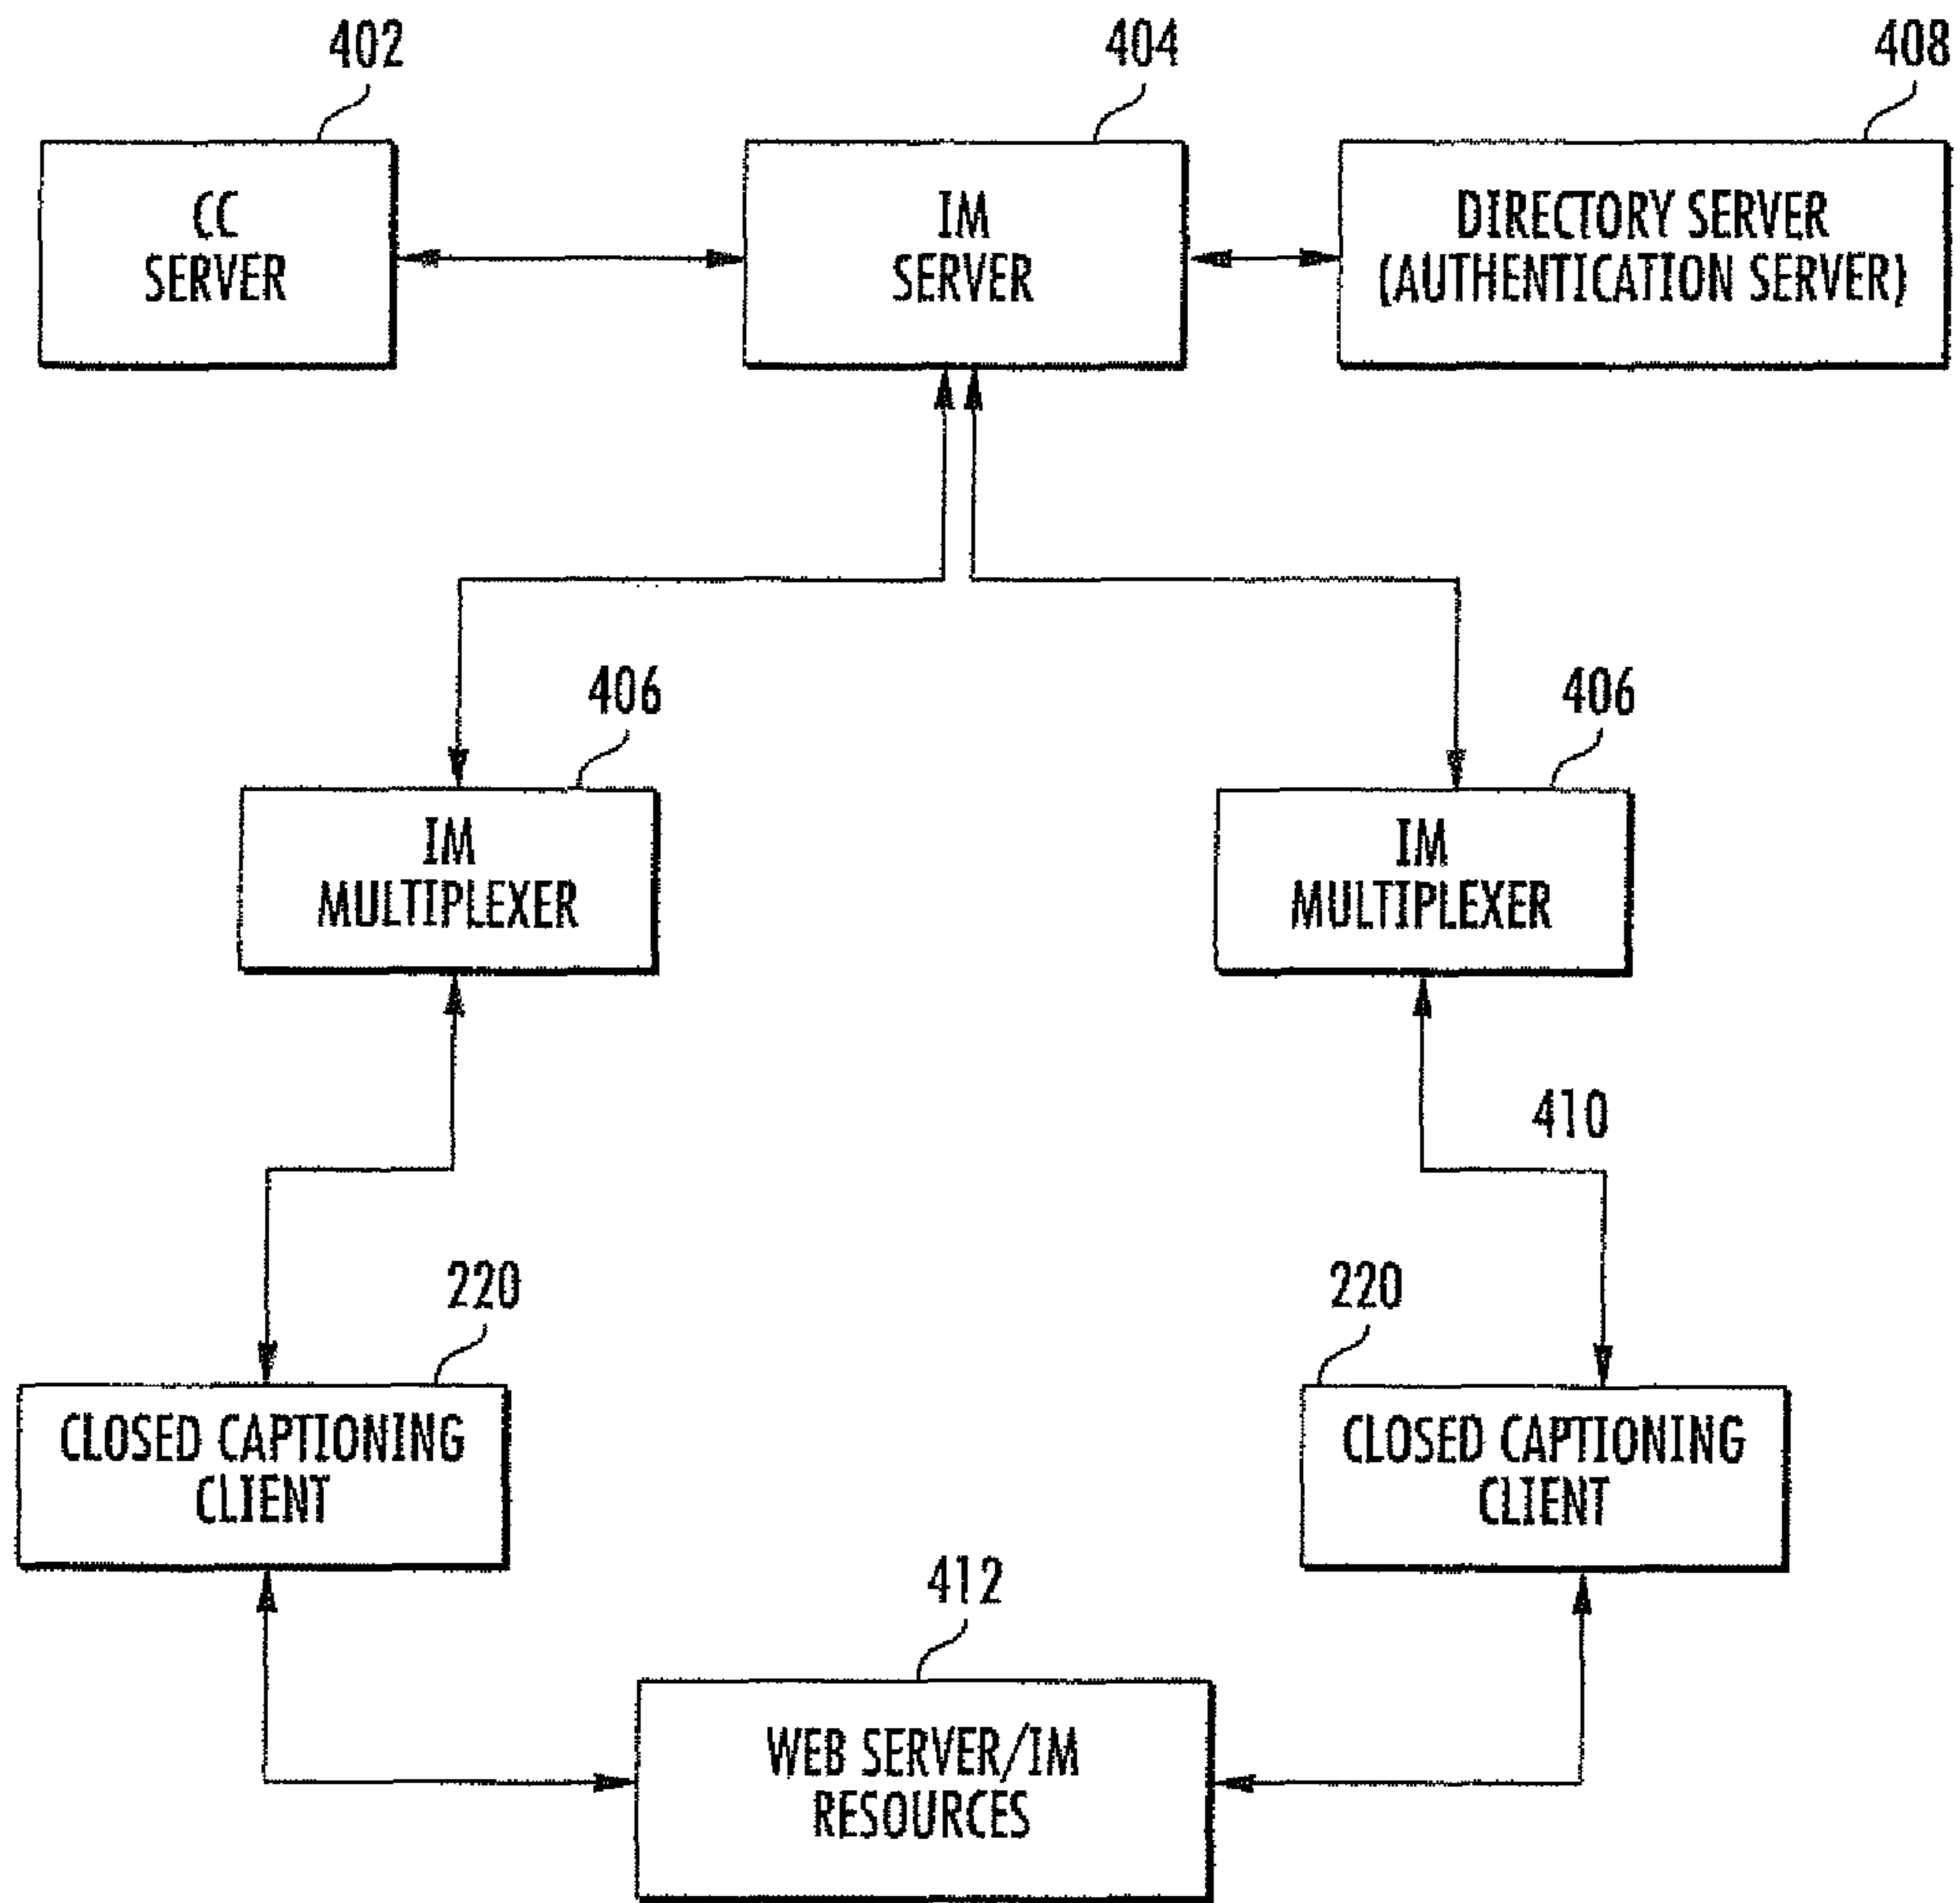 402
404
408
CC
SERVER
IM
SERVER
DIRECTORY SERVER
(AUTHENTICATION SERVER)
406
406
IM
MULTIPLEXER
IM
MULTIPLEXER
410
220
220
CLOSED CAPTIONING
CLIENT
CLOSED CAPTIONING
CLIENT
412
WEB SERVER/IM
RESOURCES